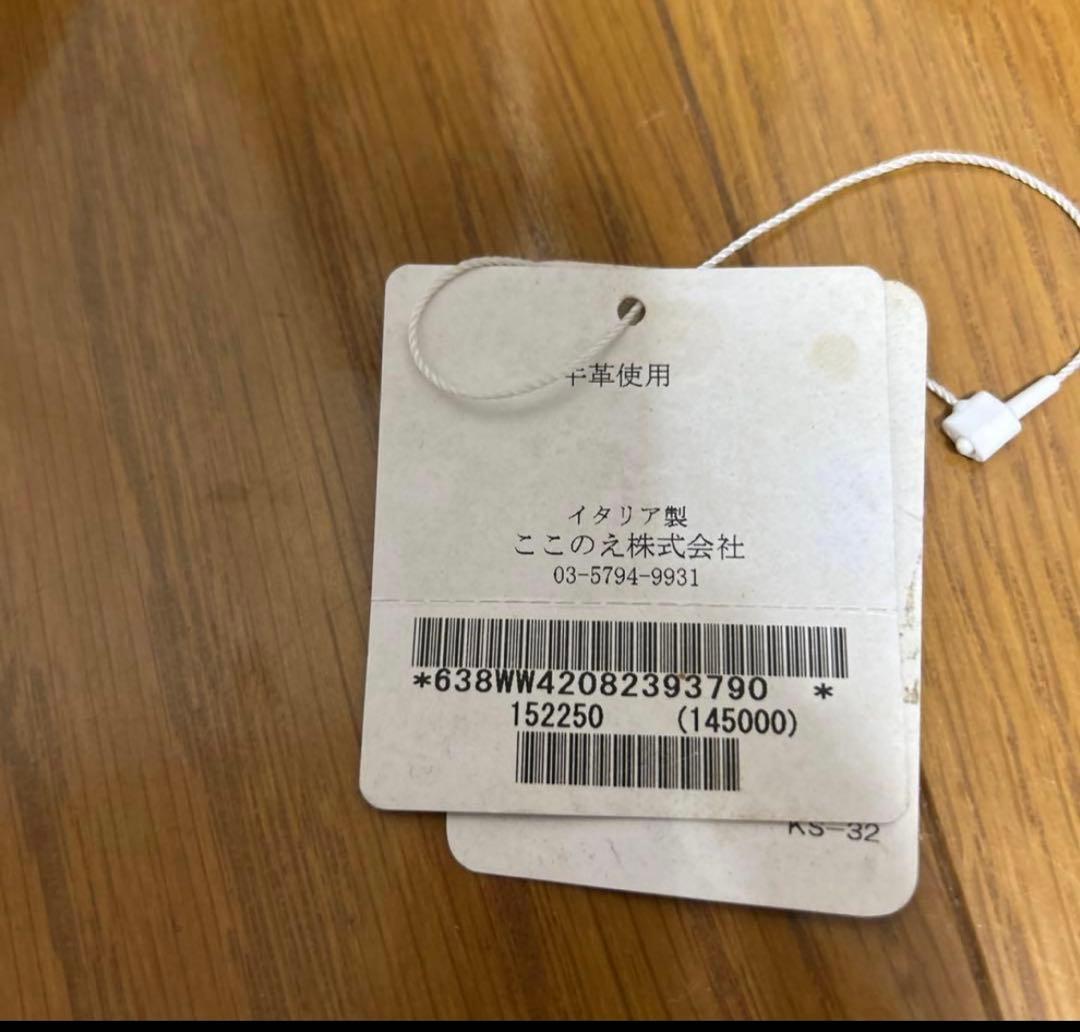 革使用
イタリア製
ここのえ株式会社
03-5794-9931
*638WW42082393790 *
152250 (145000)
KS-32